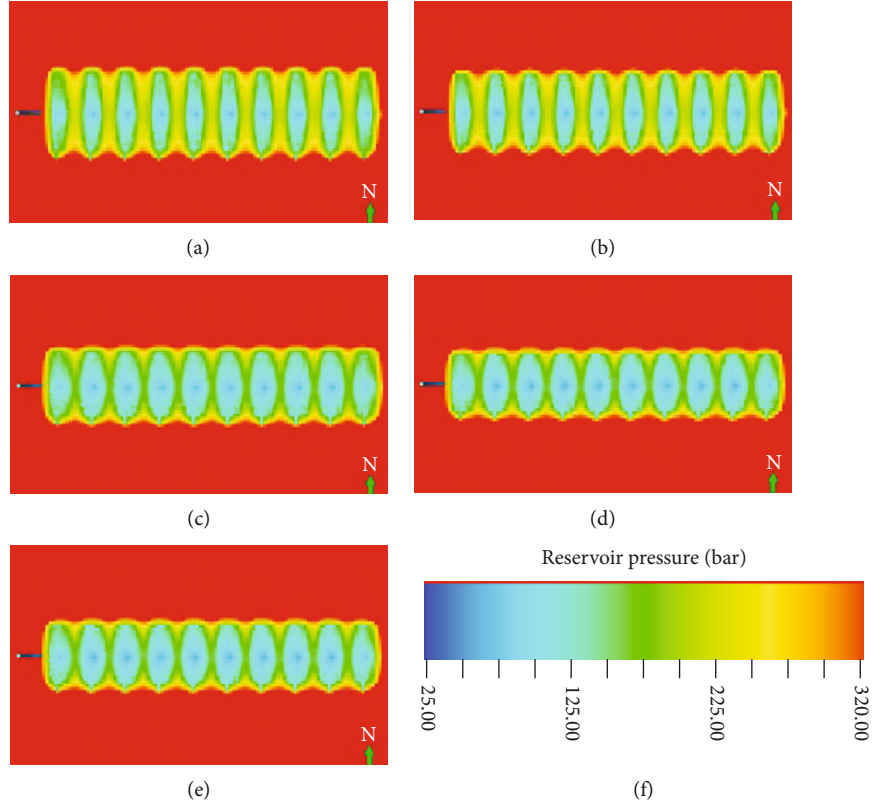 N
(a)
N
(b)
N
(c)
N
(d)
N
(e)
Reservoir pressure (bar)
25.00
125.00
225.00
320.00
(f)